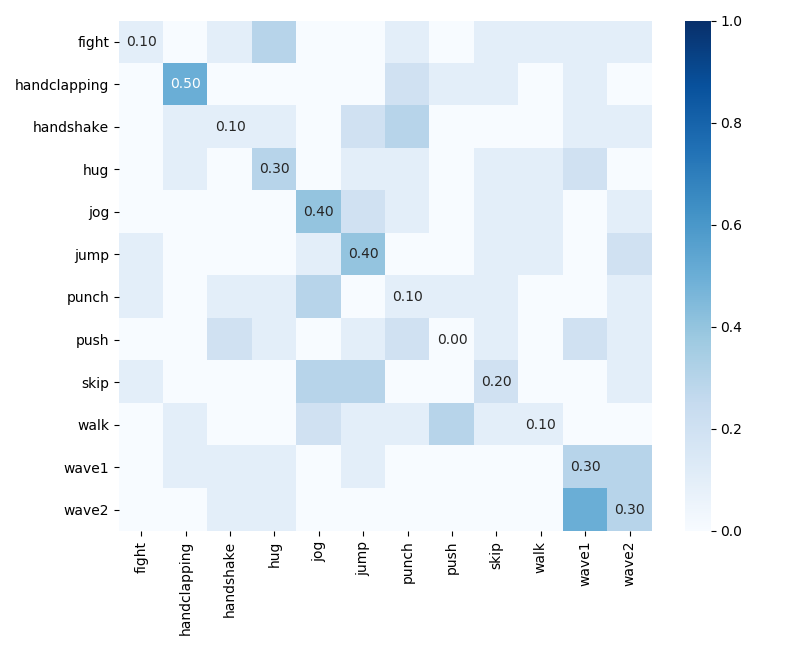 fight 0.10
handclapping 0.50
handshake 0.10
hug 0.30
jog 0.40
jump 0.40
punch 0.10
push 0.00
skip 0.20
walk 0.10
wave1 0.30
wave2 0.30
fight handclapping handshake hug jog jump punch push skip walk wave1 wave2
1.0
0.8
0.6
0.4
0.2
0.0